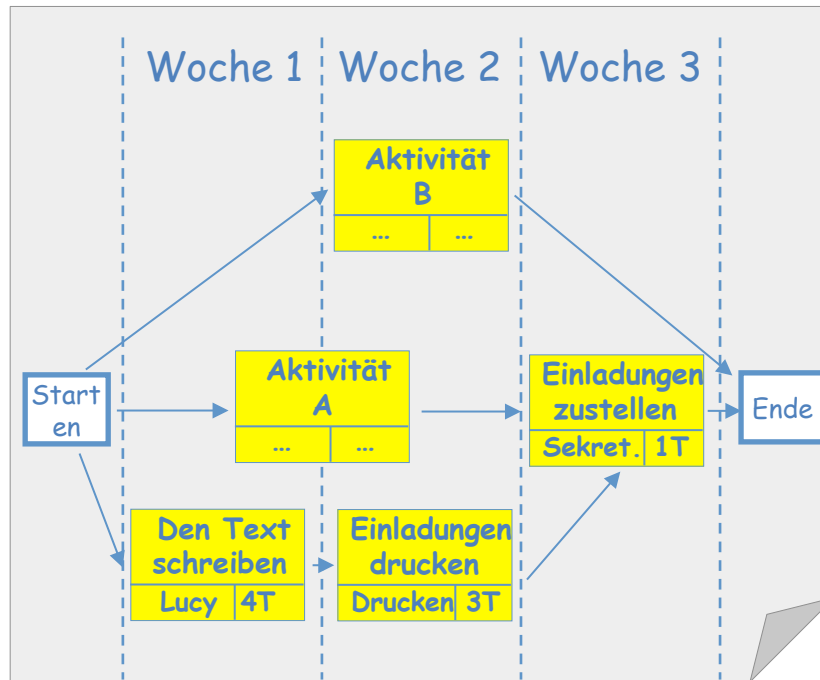 Woche 1
Woche 2
Woche 3
Aktivität
B
... ...
Start
en
Aktivität
A
... ...
Einladungen
zustellen
Sekret. 1T
Ende
Den Text
schreiben
Lucy 4T
Einladungen
drucken
Drucken 3T